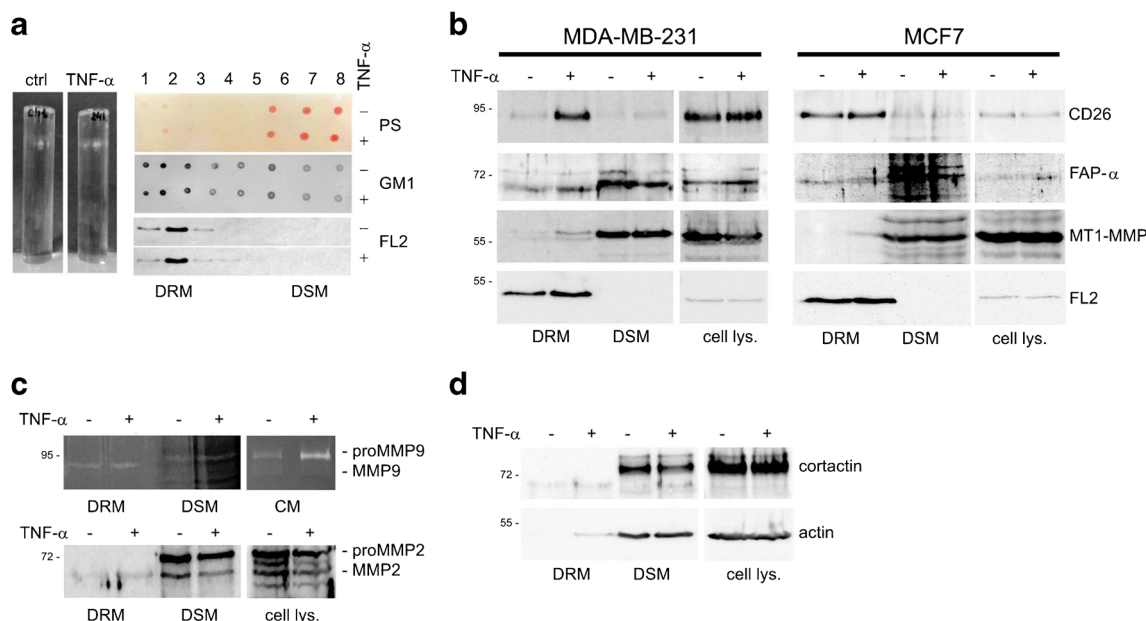 a
ctrl TNF-α 1 2 3 4 5 6 7 8 TNF-α
−
PS
+
−
GM1
+
−
FL2
+
DRM DSM
b
MDA-MB-231 MCF7
TNF-α - + - + - + - + - + - +
95 - CD26
72 - FAP-α
55 - MT1-MMP
55 - FL2
DRM DSM cell lys. DRM DSM cell lys.
c
TNF-α - + - + - +
95 - - proMMP9
- MMP9
DRM DSM CM
TNF-α - + - + - +
72 - - proMMP2
- MMP2
DRM DSM cell lys.
d
TNF-α - + - + - +
72 - cortactin
55 - actin
DRM DSM cell lys.